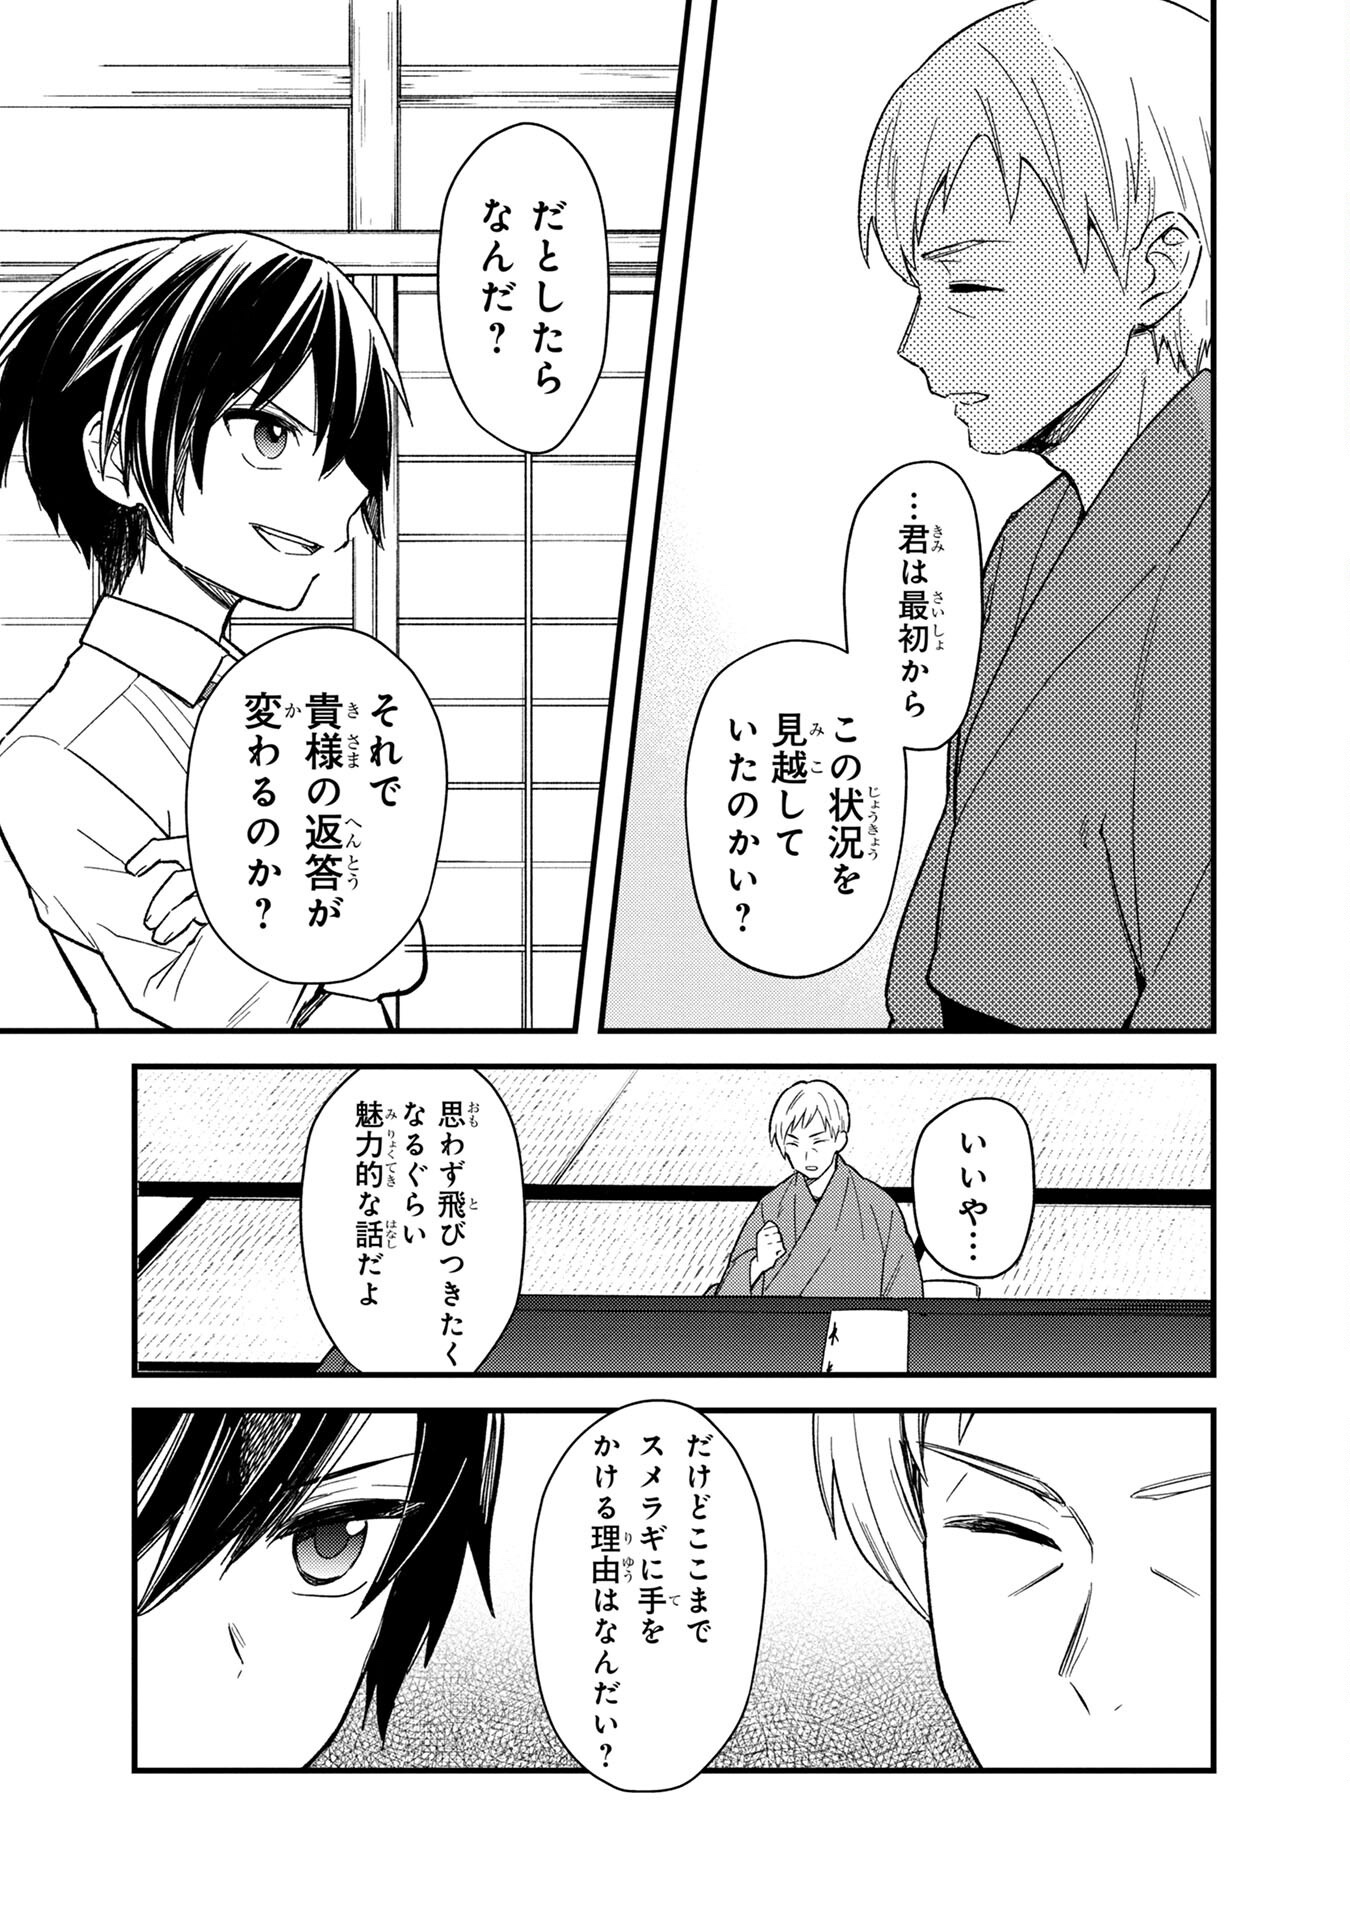 …君は最初から
この状況を
見越して
いたのかい？
だとしたら
なんだ？
それで
貴様の返答が
変わるのか？
いいや…
思わず飛びつきたく
なるぐらい
魅力的な話だよ
だけどここまで
スメラギに手を
かける理由はなんだい？